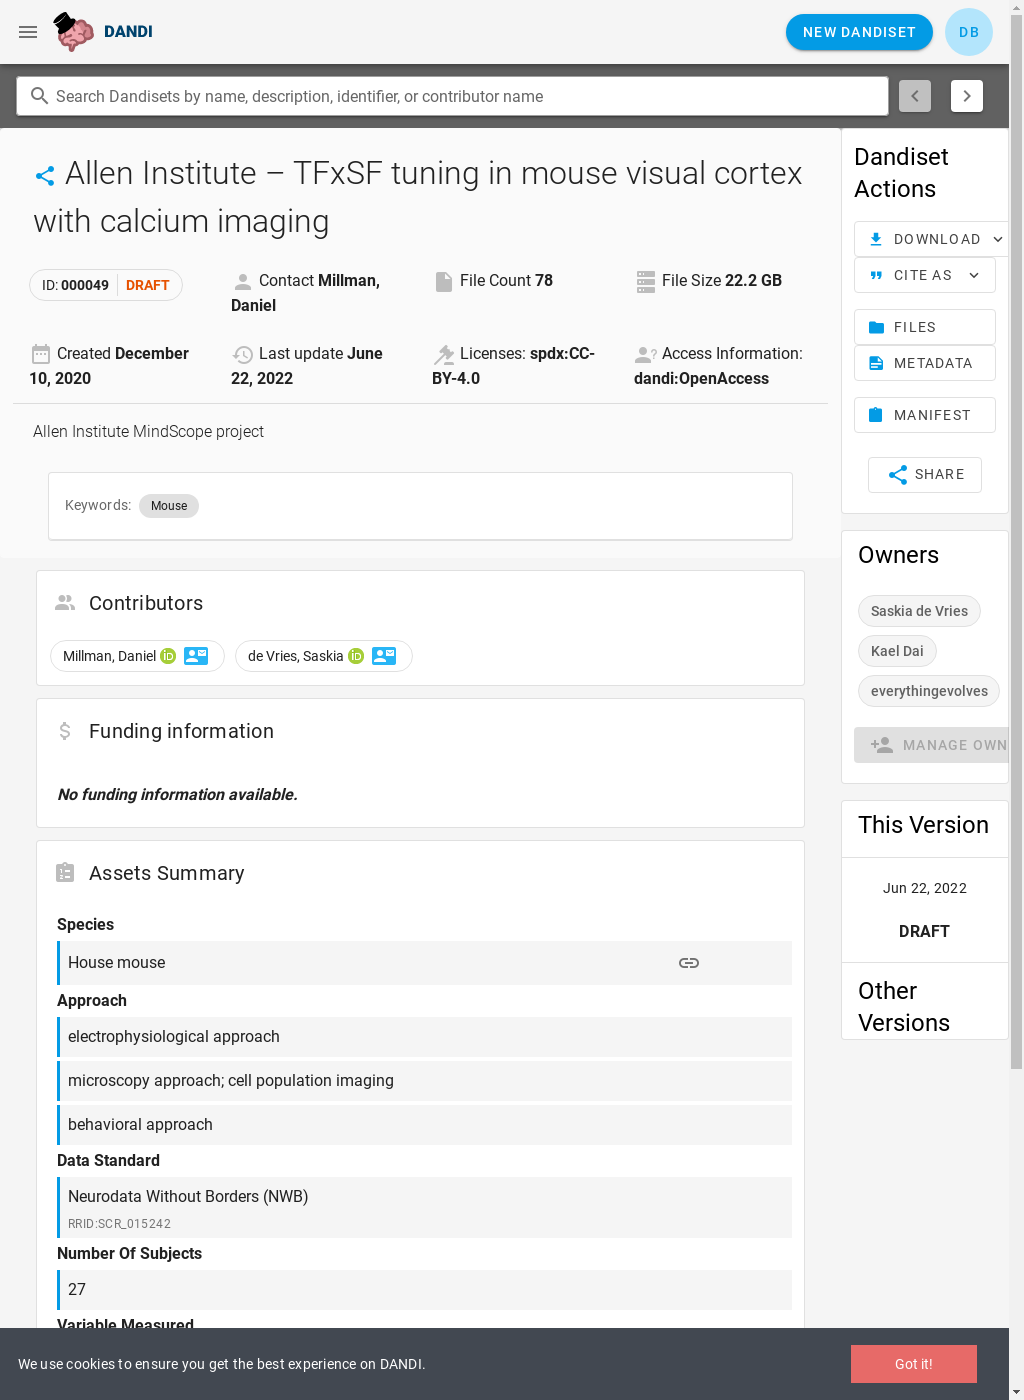 DANDI
NEW DANDISET
DB
Search Dandisets by name, description, identifier, or contributor name
Allen Institute – TFxSF tuning in mouse visual cortex
with calcium imaging
ID: 000049 DRAFT
Contact Millman,
Daniel
File Count 78
File Size 22.2 GB
Created December
10, 2020
Last update June
22, 2022
Licenses: spdx:CC-
BY-4.0
Access Information:
dandi:OpenAccess
Allen Institute MindScope project
Keywords: Mouse
Contributors
Millman, Daniel iD
de Vries, Saskia iD
Funding information
No funding information available.
Assets Summary
Species
House mouse
Approach
electrophysiological approach
microscopy approach; cell population imaging
behavioral approach
Data Standard
Neurodata Without Borders (NWB)
RRID:SCR_015242
Number Of Subjects
27
Variable Measured
Dandiset
Actions
DOWNLOAD
CITE AS
FILES
METADATA
MANIFEST
SHARE
Owners
Saskia de Vries
Kael Dai
everythingevolves
MANAGE OWN
This Version
Jun 22, 2022
DRAFT
Other
Versions
We use cookies to ensure you get the best experience on DANDI.
Got it!